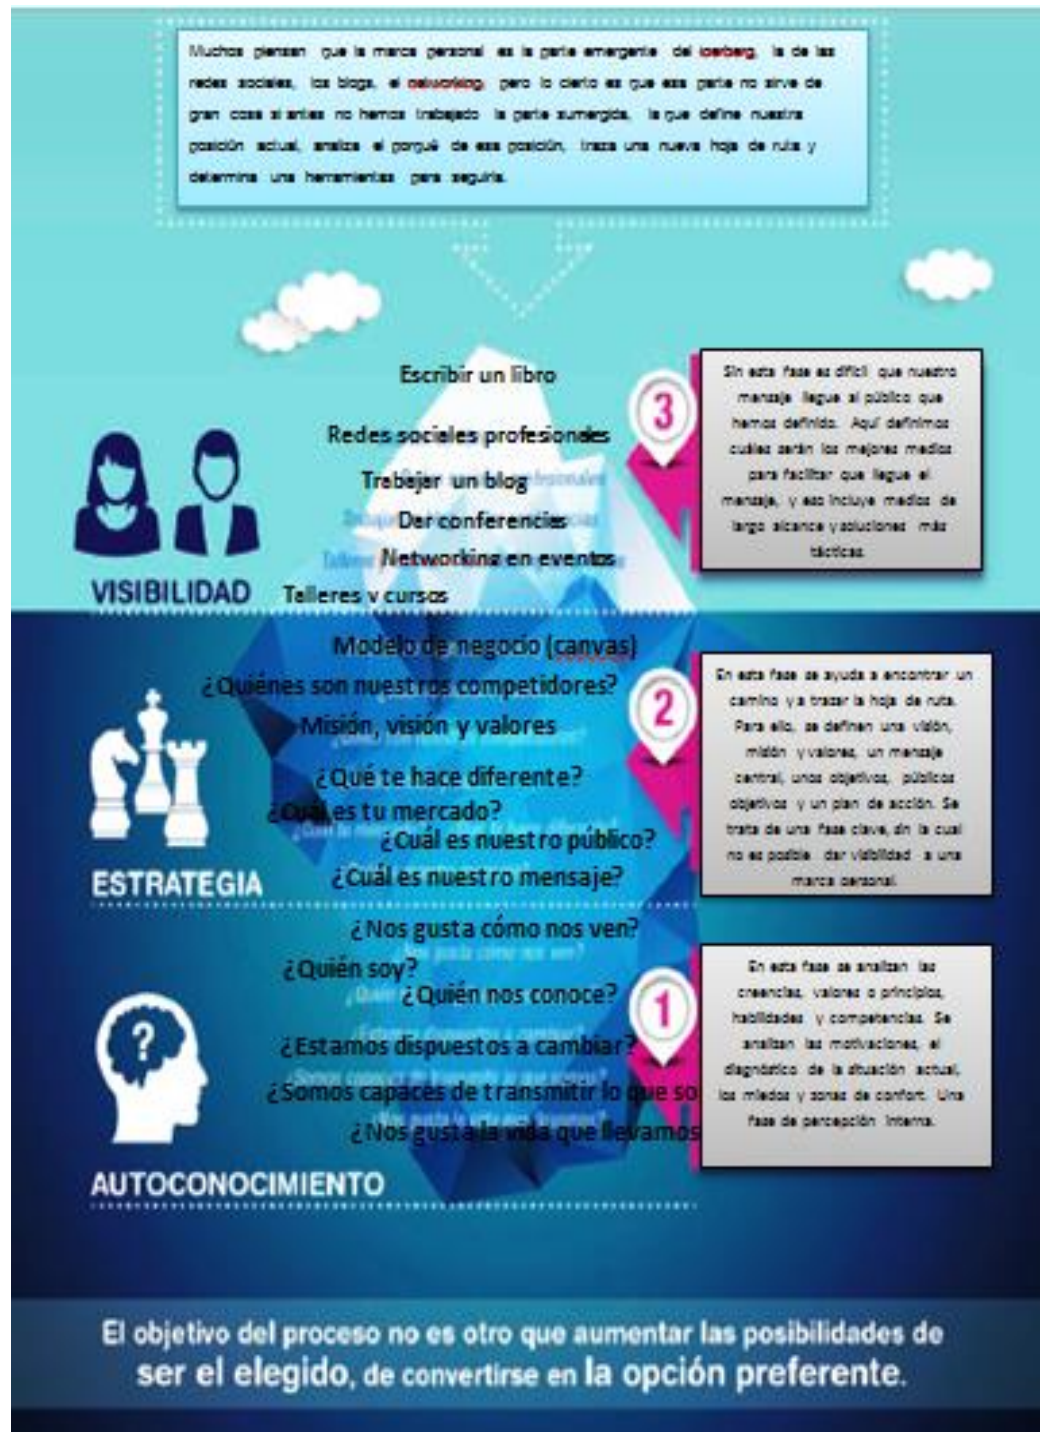 Muchos piensan que la marca personal es la parte emergente del iceberg, la de las
redes sociales, los blogs, el networking, pero lo cierto es que esa parte no sirve de
gran cosa si antes no hemos trabajado la parte sumergida, la que define nuestra
posición actual, analiza el porqué de esa posición, traza una nueva hoja de ruta y
determina una herramientas para seguirla.
Escribir un libro
Redes sociales profesionales
Trabajar un blog
Dar conferencias
Networking en eventos
VISIBILIDAD
Talleres y cursos
3
Sin esta fase es difícil que nuestro
mensaje llegue al público que
hemos definido. Aquí definimos
cuáles serán los mejores medios
para facilitar que llegue el
mensaje, y eso incluye medios de
largo alcance y soluciones más
tácticas.
Modelo de negocio (canvas)
¿Quiénes son nuestros competidores?
Misión, visión y valores
¿Qué te hace diferente?
¿Cuál es tu mercado?
¿Cuál es nuestro público?
¿Cuál es nuestro mensaje?
ESTRATEGIA
2
En esta fase se ayuda a encontrar un
camino y a trazar la hoja de ruta.
Para ello, se definen una visión,
misión y valores, un mensaje
central, unos objetivos, públicos
objetivos y un plan de acción. Se
trata de una fase clave, sin la cual
no es posible dar visibilidad a una
marca personal.
¿Nos gusta cómo nos ven?
¿Quién soy?
¿Quién nos conoce?
?
¿Estamos dispuestos a cambiar?
¿Somos capaces de transmitir lo que so
¿Nos gusta la vida que llevamos
AUTOCONOCIMIENTO
1
En esta fase se analizan las
creencias, valores o principios,
habilidades y competencias. Se
analizan las motivaciones, el
diagnóstico de la situación actual,
los miedos y zonas de confort. Una
fase de percepción interna.
El objetivo del proceso no es otro que aumentar las posibilidades de
ser el elegido, de convertirse en la opción preferente.